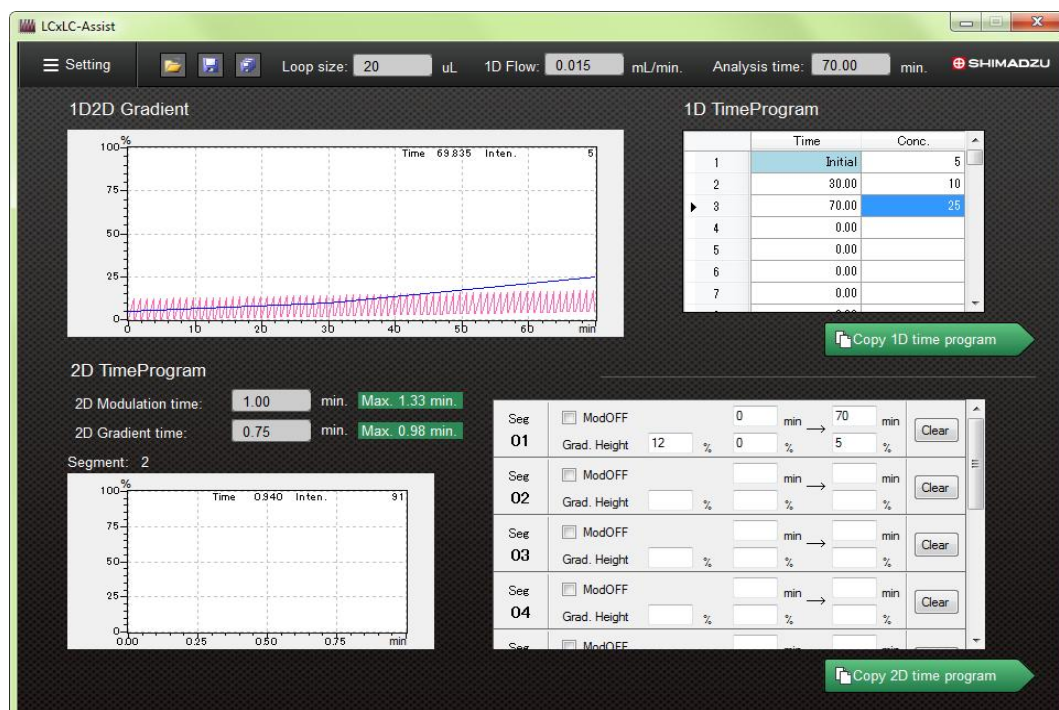 LCxLC-Assist
Setting Loop size: 20 uL 1D Flow: 0.015 mL/min. Analysis time: 70.00 min. SHIMADZU
1D2D Gradient
%
Time 69.835 Inten. 5
100
75
50
25
0
0 10 20 30 40 50 60 min
1D TimeProgram
Time Conc.
1 Initial 5
2 30.00 10
3 70.00 25
4 0.00
5 0.00
6 0.00
7 0.00
Copy 1D time program
2D TimeProgram
2D Modulation time: 1.00 min. Max. 1.33 min.
2D Gradient time: 0.75 min. Max. 0.98 min.
Segment: 2
%
Time 0.940 Inten. 91
100
75
50
25
0
0.00 0.25 0.50 0.75 min
Seg 01 ModOFF 0 min → 70 min Clear
Grad. Height 12 % 0 % 5 %
Seg 02 ModOFF min → min Clear
Grad. Height % % %
Seg 03 ModOFF min → min Clear
Grad. Height % % %
Seg 04 ModOFF min → min Clear
Grad. Height % % %
Seg ModOFF min min
Copy 2D time program